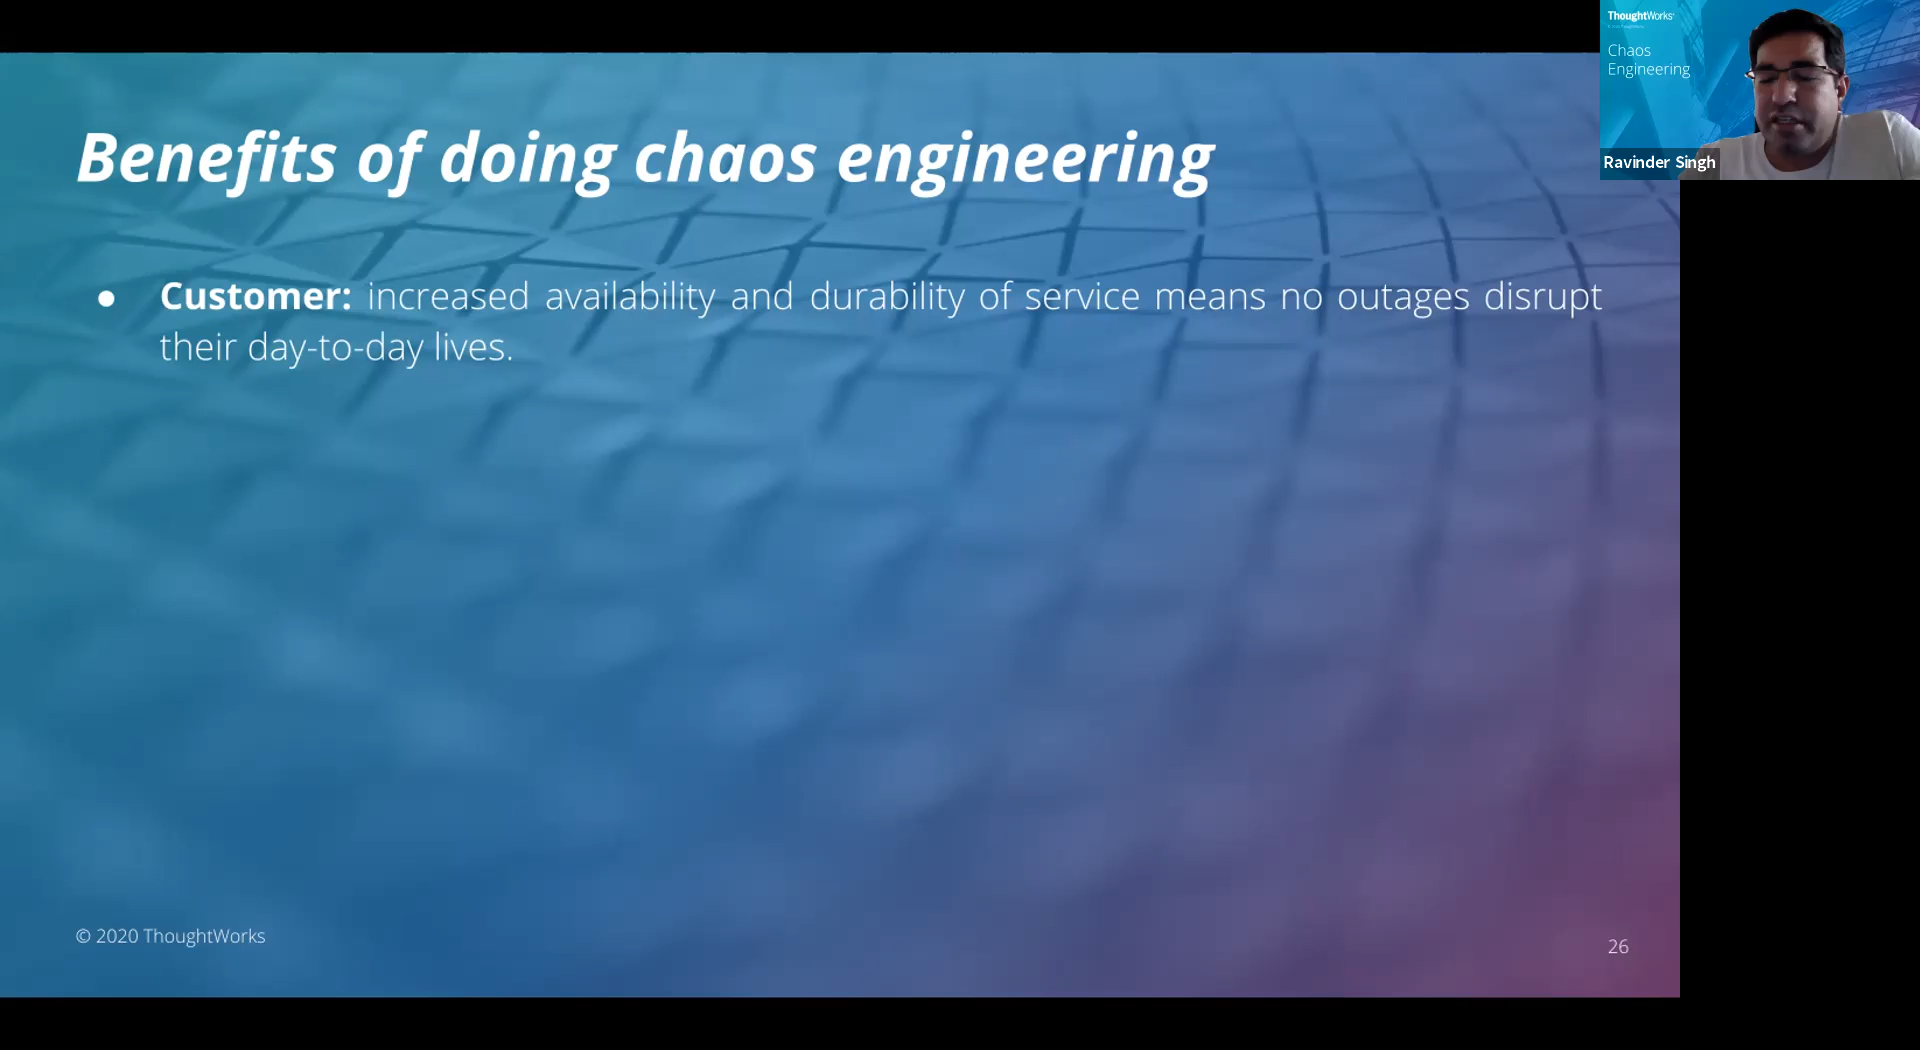 Benefits of doing chaos engineering
● Customer: increased availability and durability of service means no outages disrupt
their day-to-day lives.
© 2020 ThoughtWorks
26
ThoughtWorks
Chaos
Engineering
Ravinder Singh